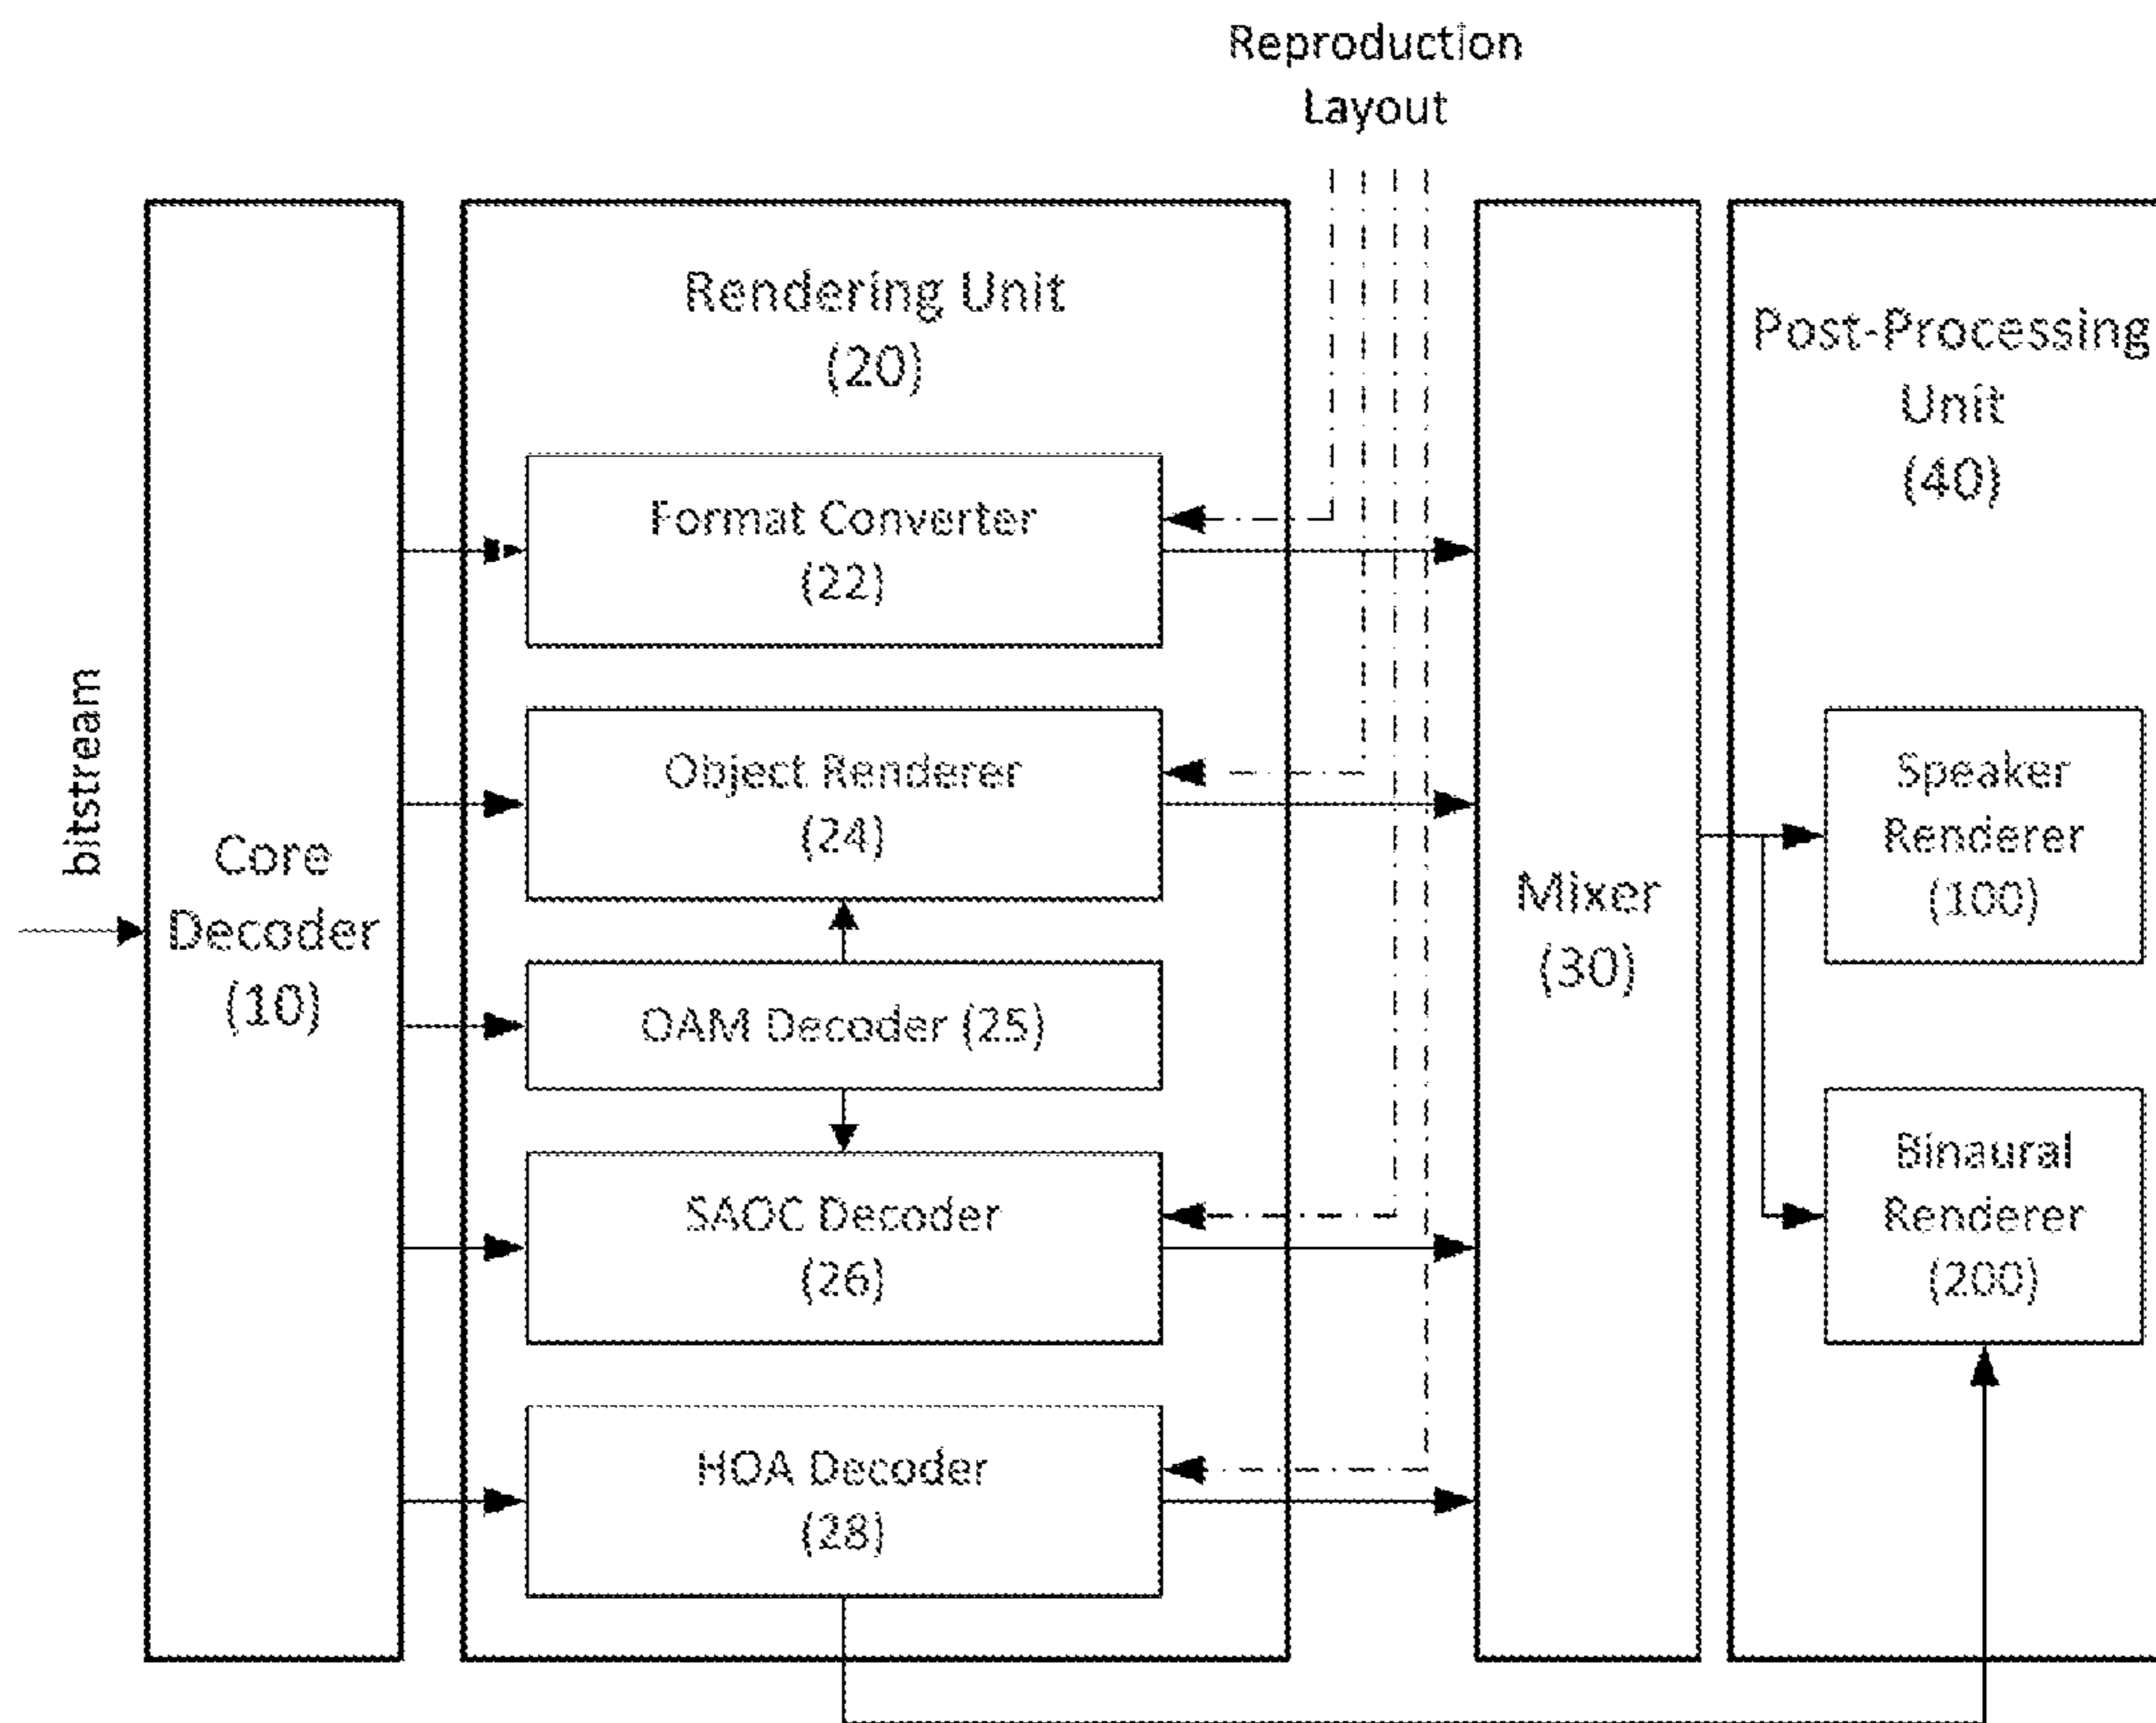 Reproduction
Layout
bitstream
Core
Decoder
(10)
Rendering Unit
(20)
Format Converter
(22)
Object Renderer
(24)
OAM Decoder (25)
SAOC Decoder
(26)
HOA Decoder
(28)
Mixer
(30)
Post-Processing
Unit
(40)
Speaker
Renderer
(100)
Binaural
Renderer
(200)